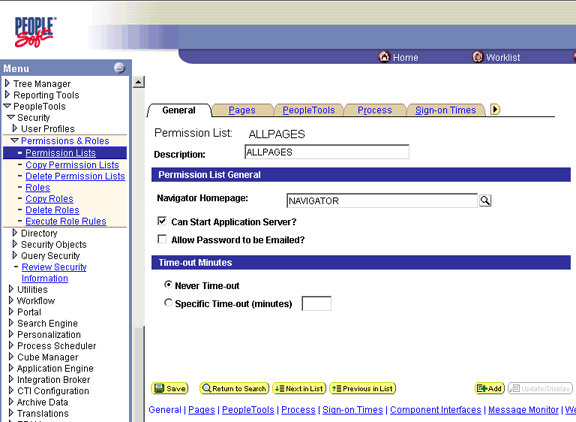 PEOPLE
Soft
Home
Worklist
Menu
Tree Manager
Reporting Tools
PeopleTools
Security
User Profiles
Permissions & Roles
- Permission Lists
- Copy Permission Lists
- Delete Permission Lists
- Roles
- Copy Roles
- Delete Roles
- Execute Role Rules
Directory
Security Objects
Query Security
- Review Security
Information
Utilities
Workflow
Portal
Search Engine
Personalization
Process Scheduler
Cube Manager
Application Engine
Integration Broker
CTI Configuration
Archive Data
Translations
General Pages PeopleTools Process Sign-on Times
Permission List: ALLPAGES
Description: ALLPAGES
Permission List General
Navigator Homepage: NAVIGATOR
Can Start Application Server?
Allow Password to be Emailed?
Time-out Minutes
Never Time-out
Specific Time-out (minutes)
Save Return to Search Next in List Previous in List Add Update/Display
General | Pages | PeopleTools | Process | Sign-on Times | Component Interfaces | Message Monitor | We